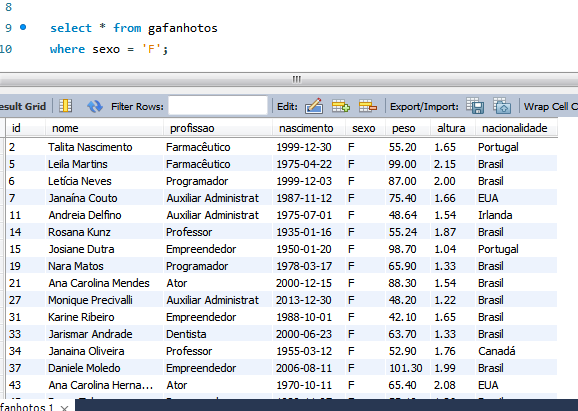 8
9 select * from gafanhotos
10 where sexo = 'F';
esult Grid Filter Rows: Edit: Export/Import: Wrap Cell C
id nome profissao nascimento sexo peso altura nacionalidade
2 Talita Nascimento Farmacêutico 1999-12-30 F 55.20 1.65 Portugal
5 Leila Martins Farmacêutico 1975-04-22 F 99.00 2.15 Brasil
6 Letícia Neves Programador 1999-12-03 F 87.00 2.00 Brasil
7 Janaína Couto Auxiliar Administrat 1987-11-12 F 75.40 1.66 EUA
11 Andreia Delfino Auxiliar Administrat 1975-07-01 F 48.64 1.54 Irlanda
14 Rosana Kunz Professor 1935-01-16 F 55.24 1.87 Brasil
15 Josiane Dutra Empreendedor 1950-01-20 F 98.70 1.04 Portugal
19 Nara Matos Programador 1978-03-17 F 65.90 1.33 Brasil
21 Ana Carolina Mendes Ator 2000-12-15 F 88.30 1.54 Brasil
27 Monique Precivalli Auxiliar Administrat 2013-12-30 F 48.20 1.22 Brasil
31 Karine Ribeiro Empreendedor 1988-10-01 F 42.10 1.65 Brasil
33 Jarismar Andrade Dentista 2000-06-23 F 63.70 1.33 Brasil
34 Janaina Oliveira Professor 1955-03-12 F 52.90 1.76 Canadá
37 Daniele Moledo Empreendedor 2006-08-11 F 101.30 1.99 Brasil
43 Ana Carolina Herna... Ator 1970-10-11 F 65.40 2.08 EUA
fanhotos 1 ×